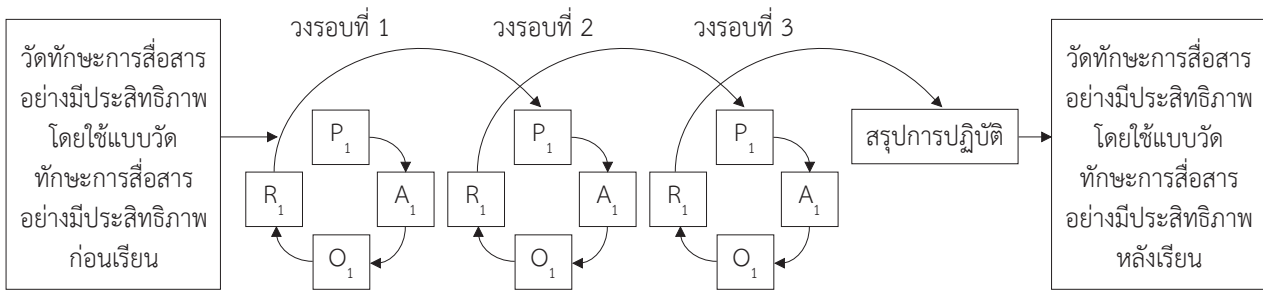 วงรอบที่ 1
วงรอบที่ 2
วงรอบที่ 3
วัดทักษะการสื่อสาร
อย่างมีประสิทธิภาพ
โดยใช้แบบวัด
ทักษะการสื่อสาร
อย่างมีประสิทธิภาพ
ก่อนเรียน
P₁
A₁
O₁
R₁
P₁
A₁
O₁
R₁
P₁
A₁
O₁
R₁
สรุปการปฏิบัติ
วัดทักษะการสื่อสาร
อย่างมีประสิทธิภาพ
โดยใช้แบบวัด
ทักษะการสื่อสาร
อย่างมีประสิทธิภาพ
หลังเรียน